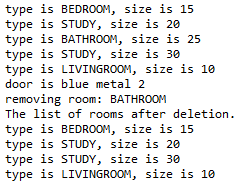 type is BEDROOM, size is 15
type is STUDY, size is 20
type is BATHROOM, size is 25
type is STUDY, size is 30
type is LIVINGROOM, size is 10
door is blue metal 2
removing room: BATHROOM
The list of rooms after deletion.
type is BEDROOM, size is 15
type is STUDY, size is 20
type is STUDY, size is 30
type is LIVINGROOM, size is 10